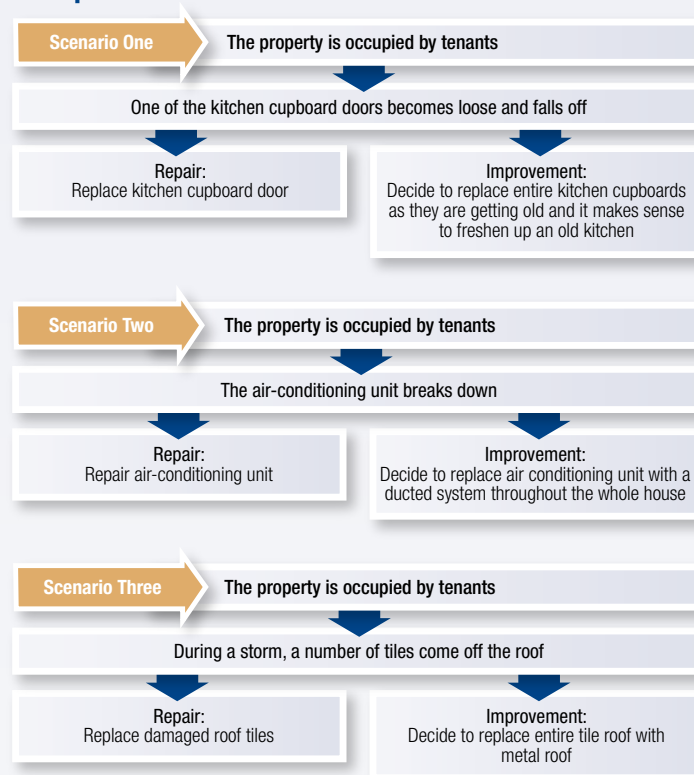 Scenario One
The property is occupied by tenants
One of the kitchen cupboard doors becomes loose and falls off
Repair:
Replace kitchen cupboard door
Improvement:
Decide to replace entire kitchen cupboards
as they are getting old and it makes sense
to freshen up an old kitchen
Scenario Two
The property is occupied by tenants
The air-conditioning unit breaks down
Repair:
Repair air-conditioning unit
Improvement:
Decide to replace air conditioning unit with a
ducted system throughout the whole house
Scenario Three
The property is occupied by tenants
During a storm, a number of tiles come off the roof
Repair:
Replace damaged roof tiles
Improvement:
Decide to replace entire tile roof with
metal roof